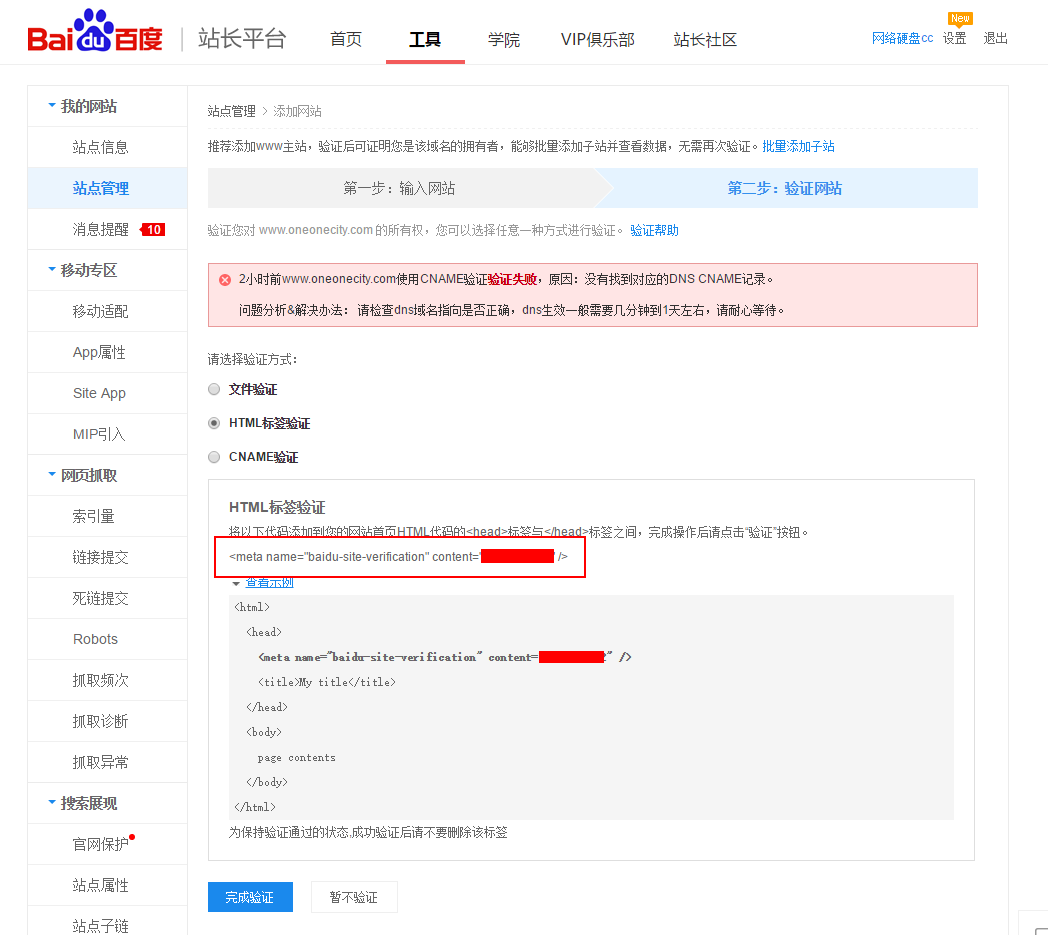 Bai du 百度
站长平台
首页
工具
学院
VIP俱乐部
站长社区
网络硬盘cc
New
设置
退出
我的网站
站点信息
站点管理
消息提醒 10
移动专区
移动适配
App属性
Site App
MIP引入
网页抓取
索引量
链接提交
死链提交
Robots
抓取频次
抓取诊断
抓取异常
搜索展现
官网保护
站点属性
站点子链
站点管理 > 添加网站
推荐添加www主站，验证后可证明您是该域名的拥有者，能够批量添加子站并查看数据，无需再次验证。批量添加子站
第一步：输入网站
第二步：验证网站
验证您对 www.oneonecity.com 的所有权，您可以选择任意一种方式进行验证。 验证帮助
2小时前www.oneonecity.com使用CNAME验证验证失败，原因：没有找到对应的DNS CNAME记录。
问题分析&解决办法： 请检查dns域名指向是否正确，dns生效一般需要几分钟到1天左右，请耐心等待。
请选择验证方式：
文件验证
HTML标签验证
CNAME验证
HTML标签验证
将以下代码添加到您的网站首页HTML代码的<head>标签与</head>标签之间，完成操作后请点击“验证”按钮。
<meta name="baidu-site-verification" content=" " />
查看示例
<html>
<head>
<meta name="baidu-site-verification" content= " />
<title>My title</title>
</head>
<body>
page contents
</body>
</html>
为保持验证通过的状态,成功验证后请不要删除该标签
完成验证
暂不验证